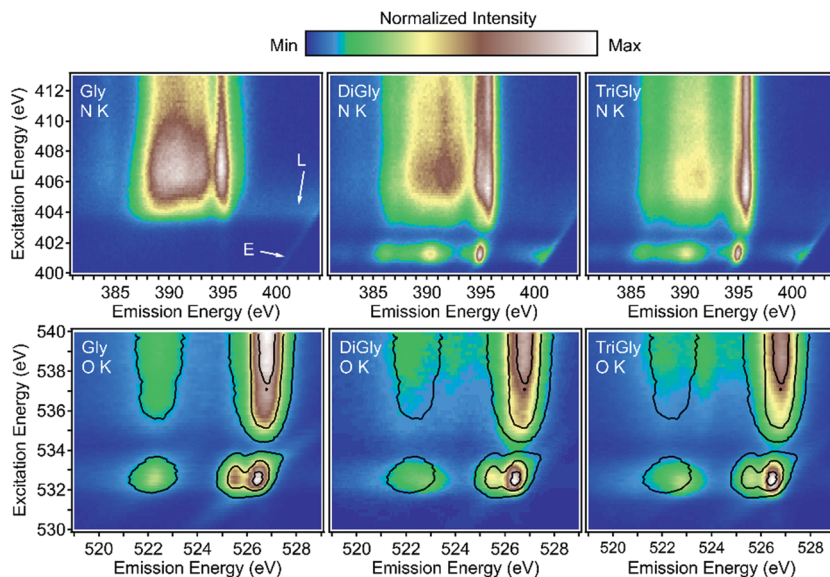 Normalized Intensity
Min Max
Gly
N K
DiGly
N K
TriGly
N K
L
E
Excitation Energy (eV)
412
410
408
406
404
402
400
385 390 395 400
385 390 395 400
385 390 395 400
Emission Energy (eV)
Emission Energy (eV)
Emission Energy (eV)
Gly
O K
DiGly
O K
TriGly
O K
Excitation Energy (eV)
540
538
536
534
532
530
520 522 524 526 528
520 522 524 526 528
520 522 524 526 528
Emission Energy (eV)
Emission Energy (eV)
Emission Energy (eV)